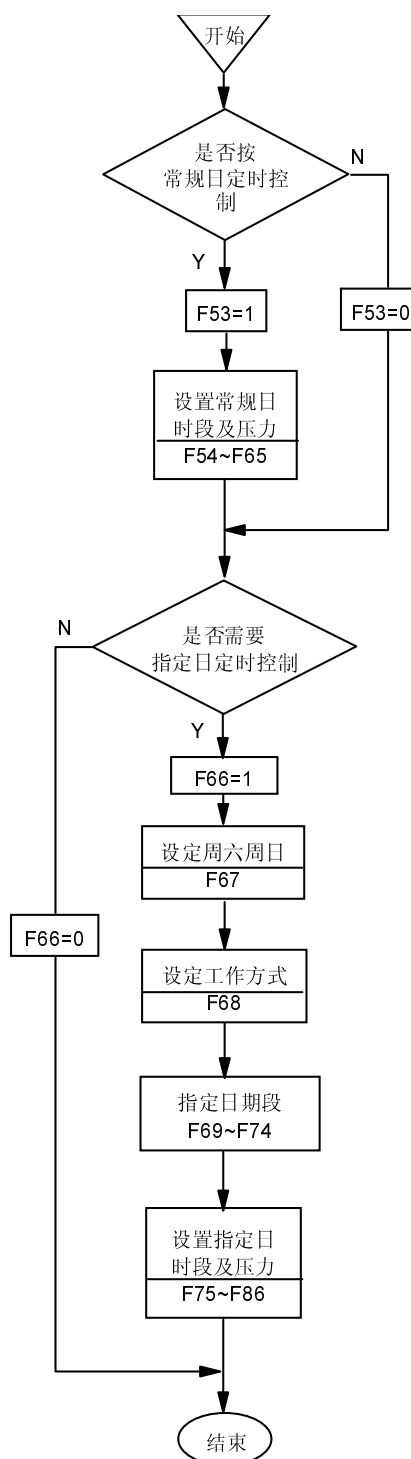 开始
是否按
常规日定时控
制
N
Y
F53=1
F53=0
设置常规日
时段及压力
F54~F65
N
是否需要
指定日定时控制
Y
F66=1
设定周六周日
F67
F66=0
设定工作方式
F68
指定日期段
F69~F74
设置指定日
时段及压力
F75~F86
结束